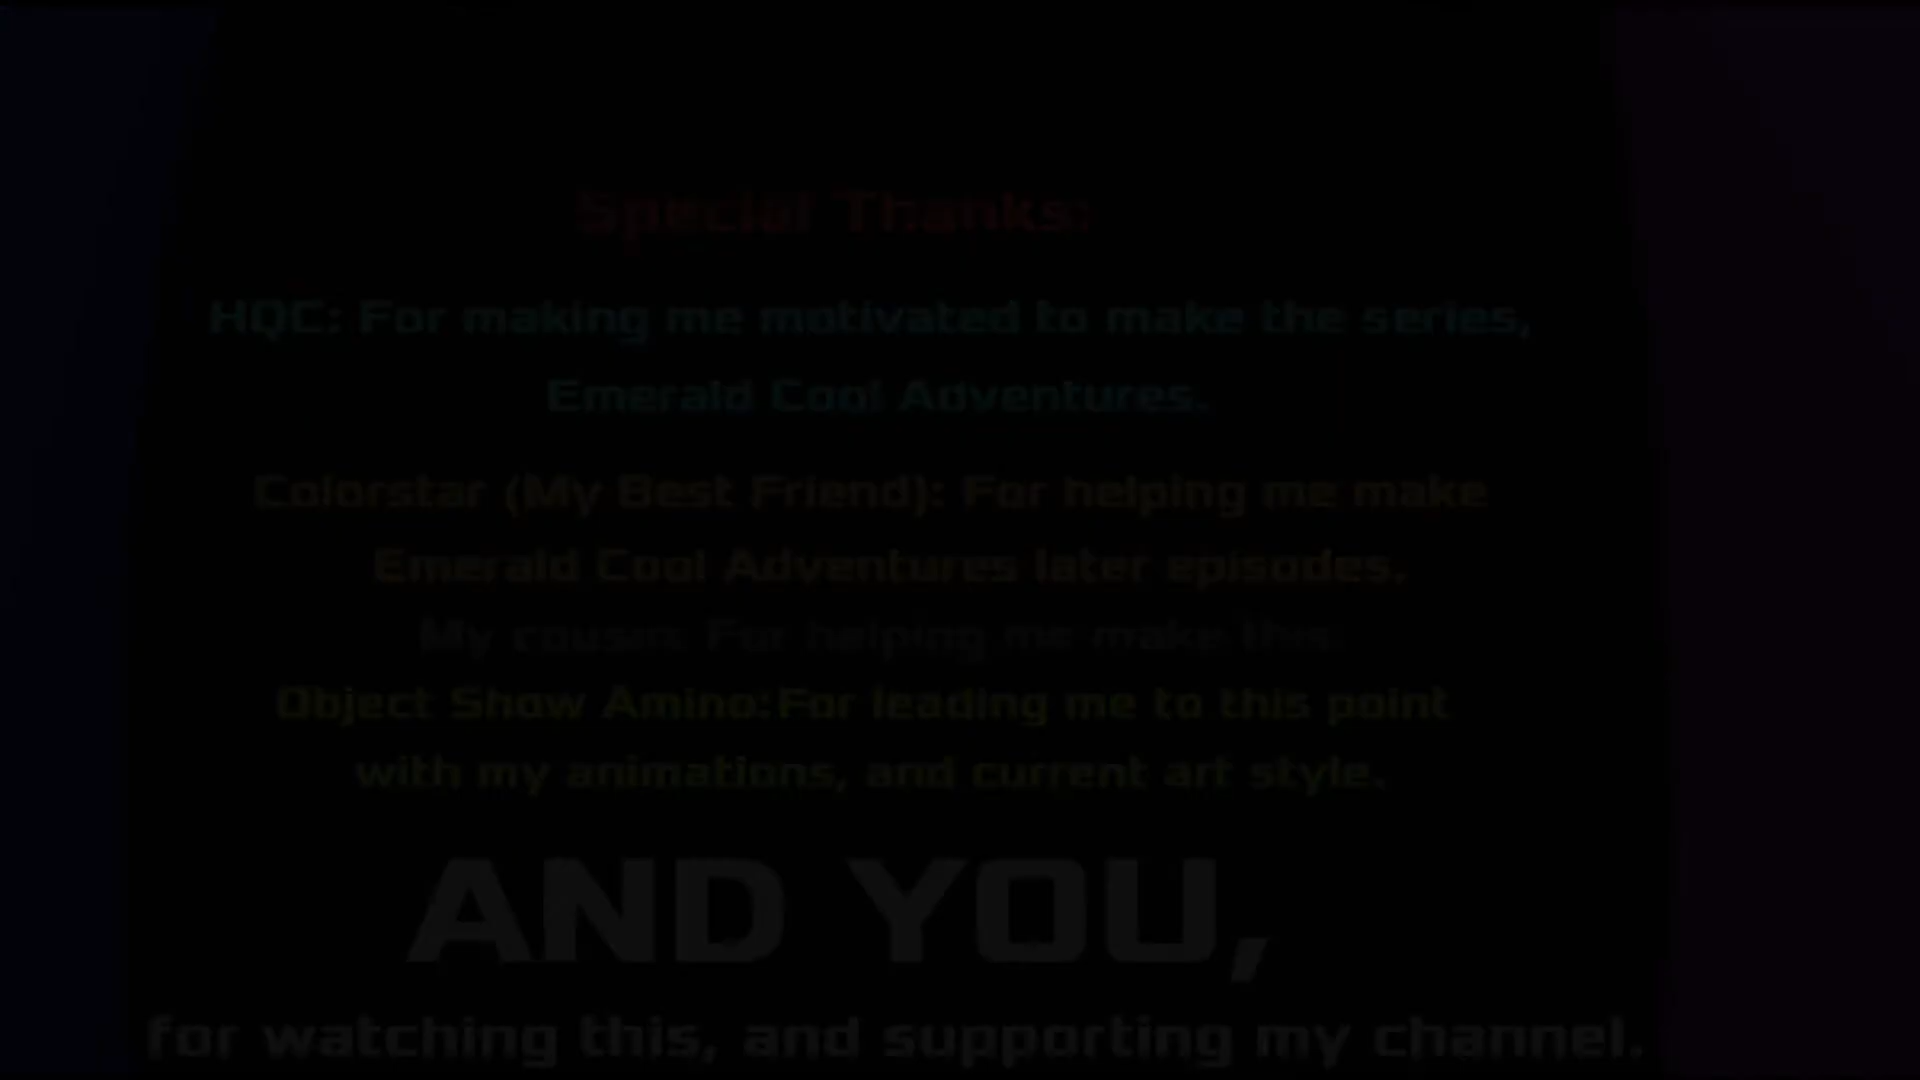 Special Thanks:
HQC: For making me motivated to make the series,
Emerald Cool Adventures.
Colorstar (My Best Friend): For helping me make
Emerald Cool Adventures later episodes.
My cousin: For helping me make this.
Object Show Amino: For leading me to this point
with my animations, and current art style.
AND YOU,
for watching this, and supporting my channel.